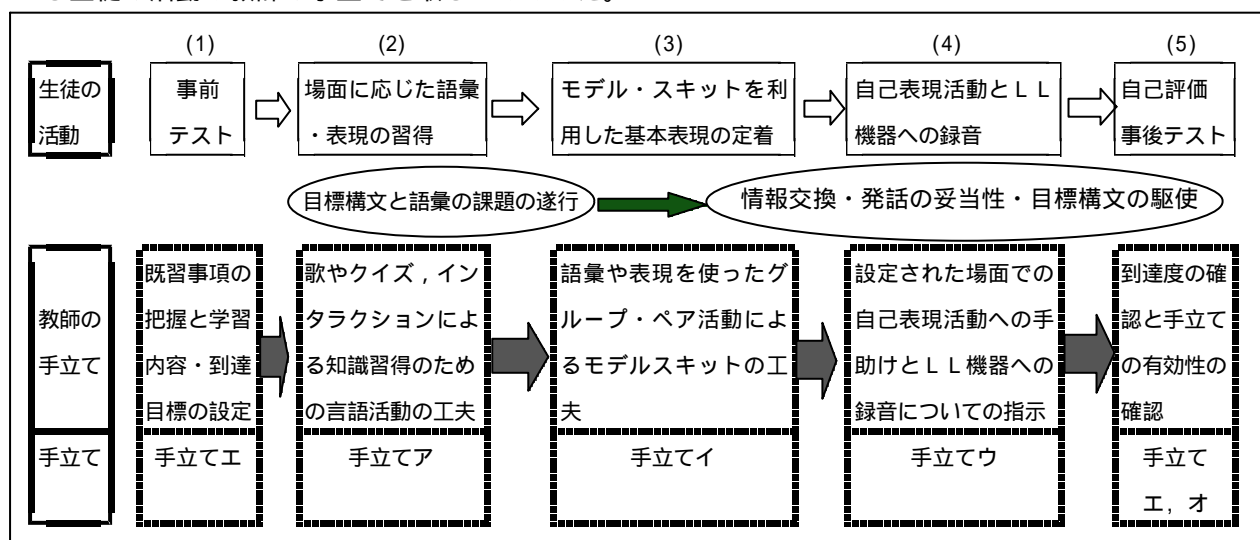 (1) (2) (3) (4) (5)
生徒の
活動
事前
テスト
場面に応じた語彙
・表現の習得
モデル・スキットを利
用した基本表現の定着
自己表現活動とＬＬ
機器への録音
自己評価
事後テスト
目標構文と語彙の課題の遂行
情報交換・発話の妥当性・目標構文の駆使
教師の
手立て
既習事項の
把握と学習
内容・到達
目標の設定
歌やクイズ，イン
タラクションによ
る知識習得のため
の言語活動の工夫
語彙や表現を使ったグ
ループ・ペア活動によ
るモデルスキットの工
夫
設定された場面での
自己表現活動への手
助けとＬＬ機器への
録音についての指示
到達度の確
認と手立て
の有効性の
確認
手立て
手立てエ
手立てア
手立てイ
手立てウ
手立て
エ，オ